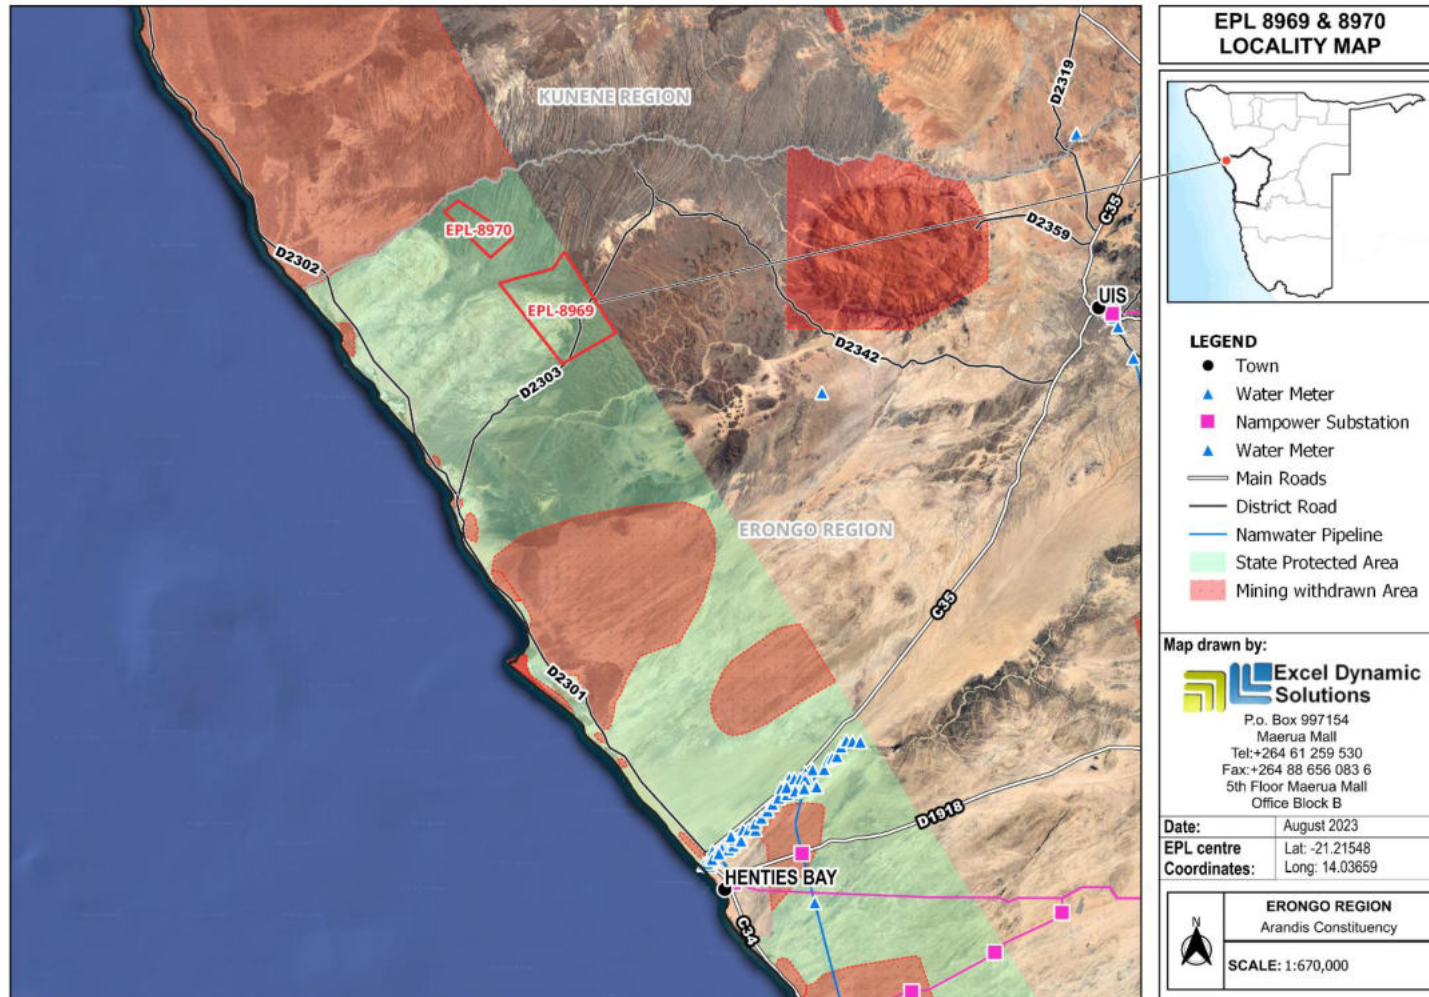 EPL 8969 & 8970
LOCALITY MAP
KUNENE REGION
D2319
C35
D2359
UIS
D2302
EPL-8970
EPL-8969
D2303
D2342
ERONGO REGION
C35
D2301
D1918
HENTIES BAY
C34
LEGEND
Town
Water Meter
Nampower Substation
Water Meter
Main Roads
District Road
Namwater Pipeline
State Protected Area
Mining withdrawn Area
Map drawn by:
Excel Dynamic
Solutions
P.o. Box 997154
Maerua Mall
Tel:+264 61 259 530
Fax:+264 88 656 083 6
5th Floor Maerua Mall
Office Block B
Date: August 2023
EPL centre Lat: -21.21548
Coordinates: Long: 14.03659
N
ERONGO REGION
Arandis Constituency
SCALE: 1:670,000